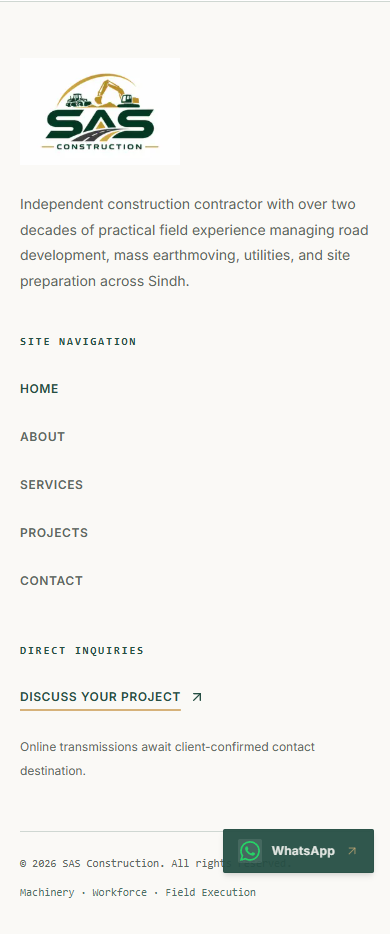 SAS
CONSTRUCTION
Independent construction contractor with over two
decades of practical field experience managing road
development, mass earthmoving, utilities, and site
preparation across Sindh.
SITE NAVIGATION
HOME
ABOUT
SERVICES
PROJECTS
CONTACT
DIRECT INQUIRIES
DISCUSS YOUR PROJECT
Online transmissions await client-confirmed contact
destination.
WhatsApp
© 2026 SAS Construction. All rights
Machinery · Workforce · Field Execution